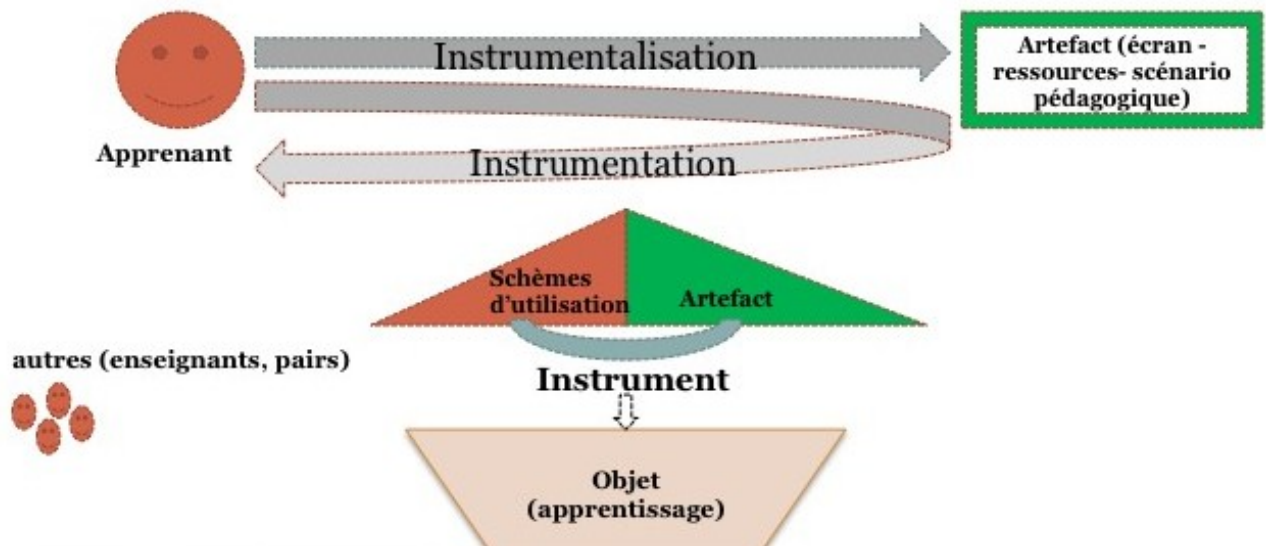 Instrumentalisation
Artefact (écran -
ressources- scénario
pédagogique)
Apprenant
Instrumentation
Schèmes
d'utilisation
Artefact
autres (enseignants, pairs)
Instrument
Objet
(apprentissage)